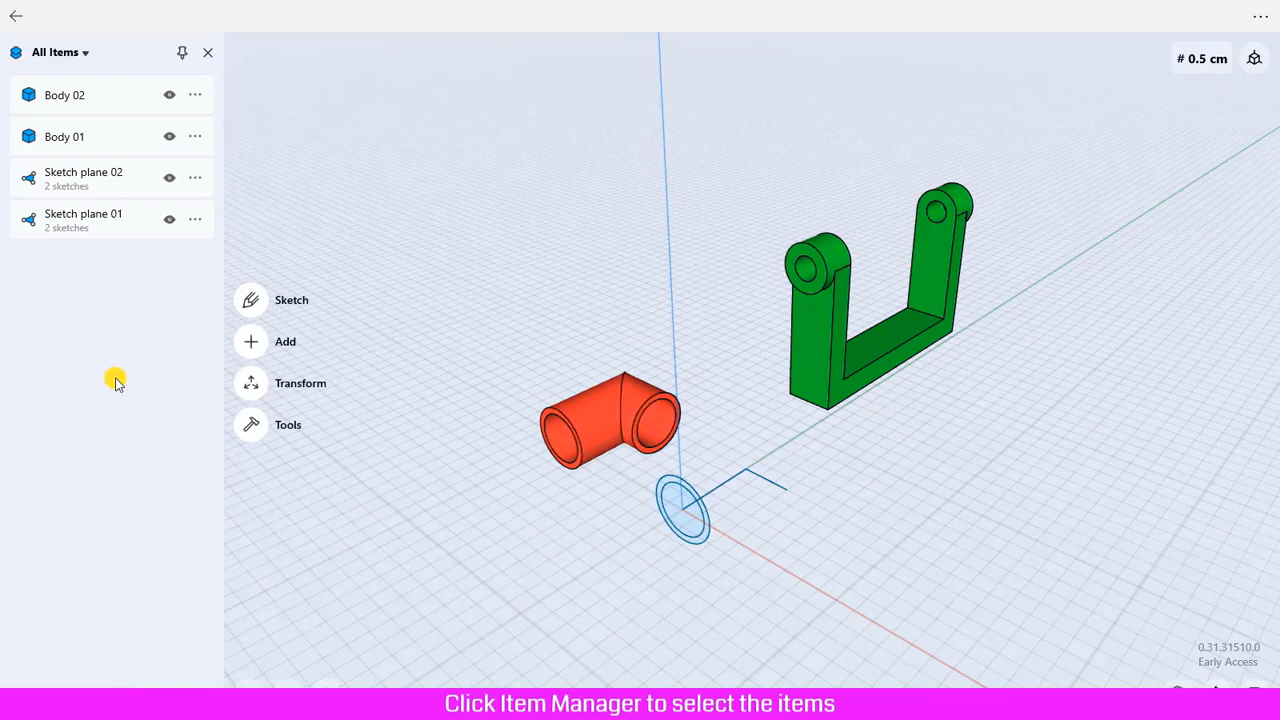 All Items
# 0.5 cm
Body 02
Body 01
Sketch plane 02
2 sketches
Sketch plane 01
2 sketches
Sketch
Add
Transform
Tools
0.31.31510.0
Early Access
Click Item Manager to select the items